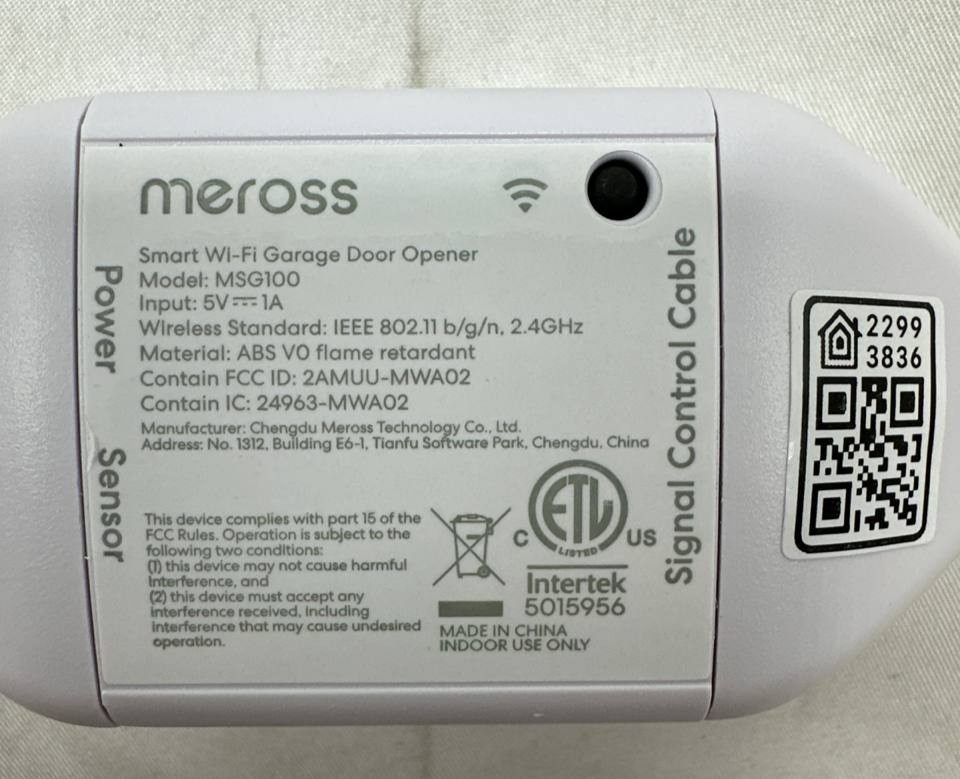 meross
Smart Wi-Fi Garage Door Opener
Model: MSG100
Input: 5V⎓1A
Wireless Standard: IEEE 802.11 b/g/n, 2.4GHz
Material: ABS V0 flame retardant
Contain FCC ID: 2AMUU-MWA02
Contain IC: 24963-MWA02
Manufacturer: Chengdu Meross Technology Co., Ltd.
Address: No. 1312, Building E6-1, Tianfu Software Park, Chengdu, China
This device complies with part 15 of the
FCC Rules. Operation is subject to the
following two conditions:
(1) this device may not cause harmful
interference, and
(2) this device must accept any
interference received, including
interference that may cause undesired
operation.
C ETL US
LISTED
Intertek
5015956
MADE IN CHINA
INDOOR USE ONLY
Power
Sensor
Signal Control Cable
2299
3836